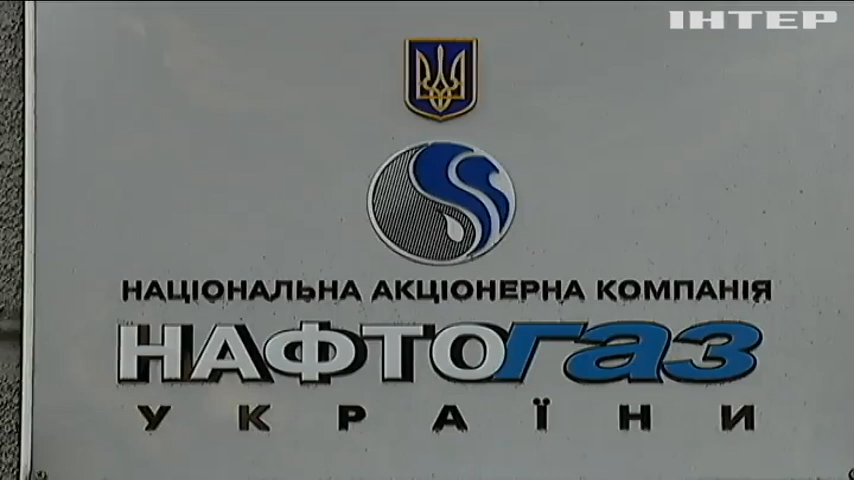 ІНТЕР
НАЦІОНАЛЬНА АКЦІОНЕРНА КОМПАНІЯ
НАФТОГАЗ
УКРАЇНИ